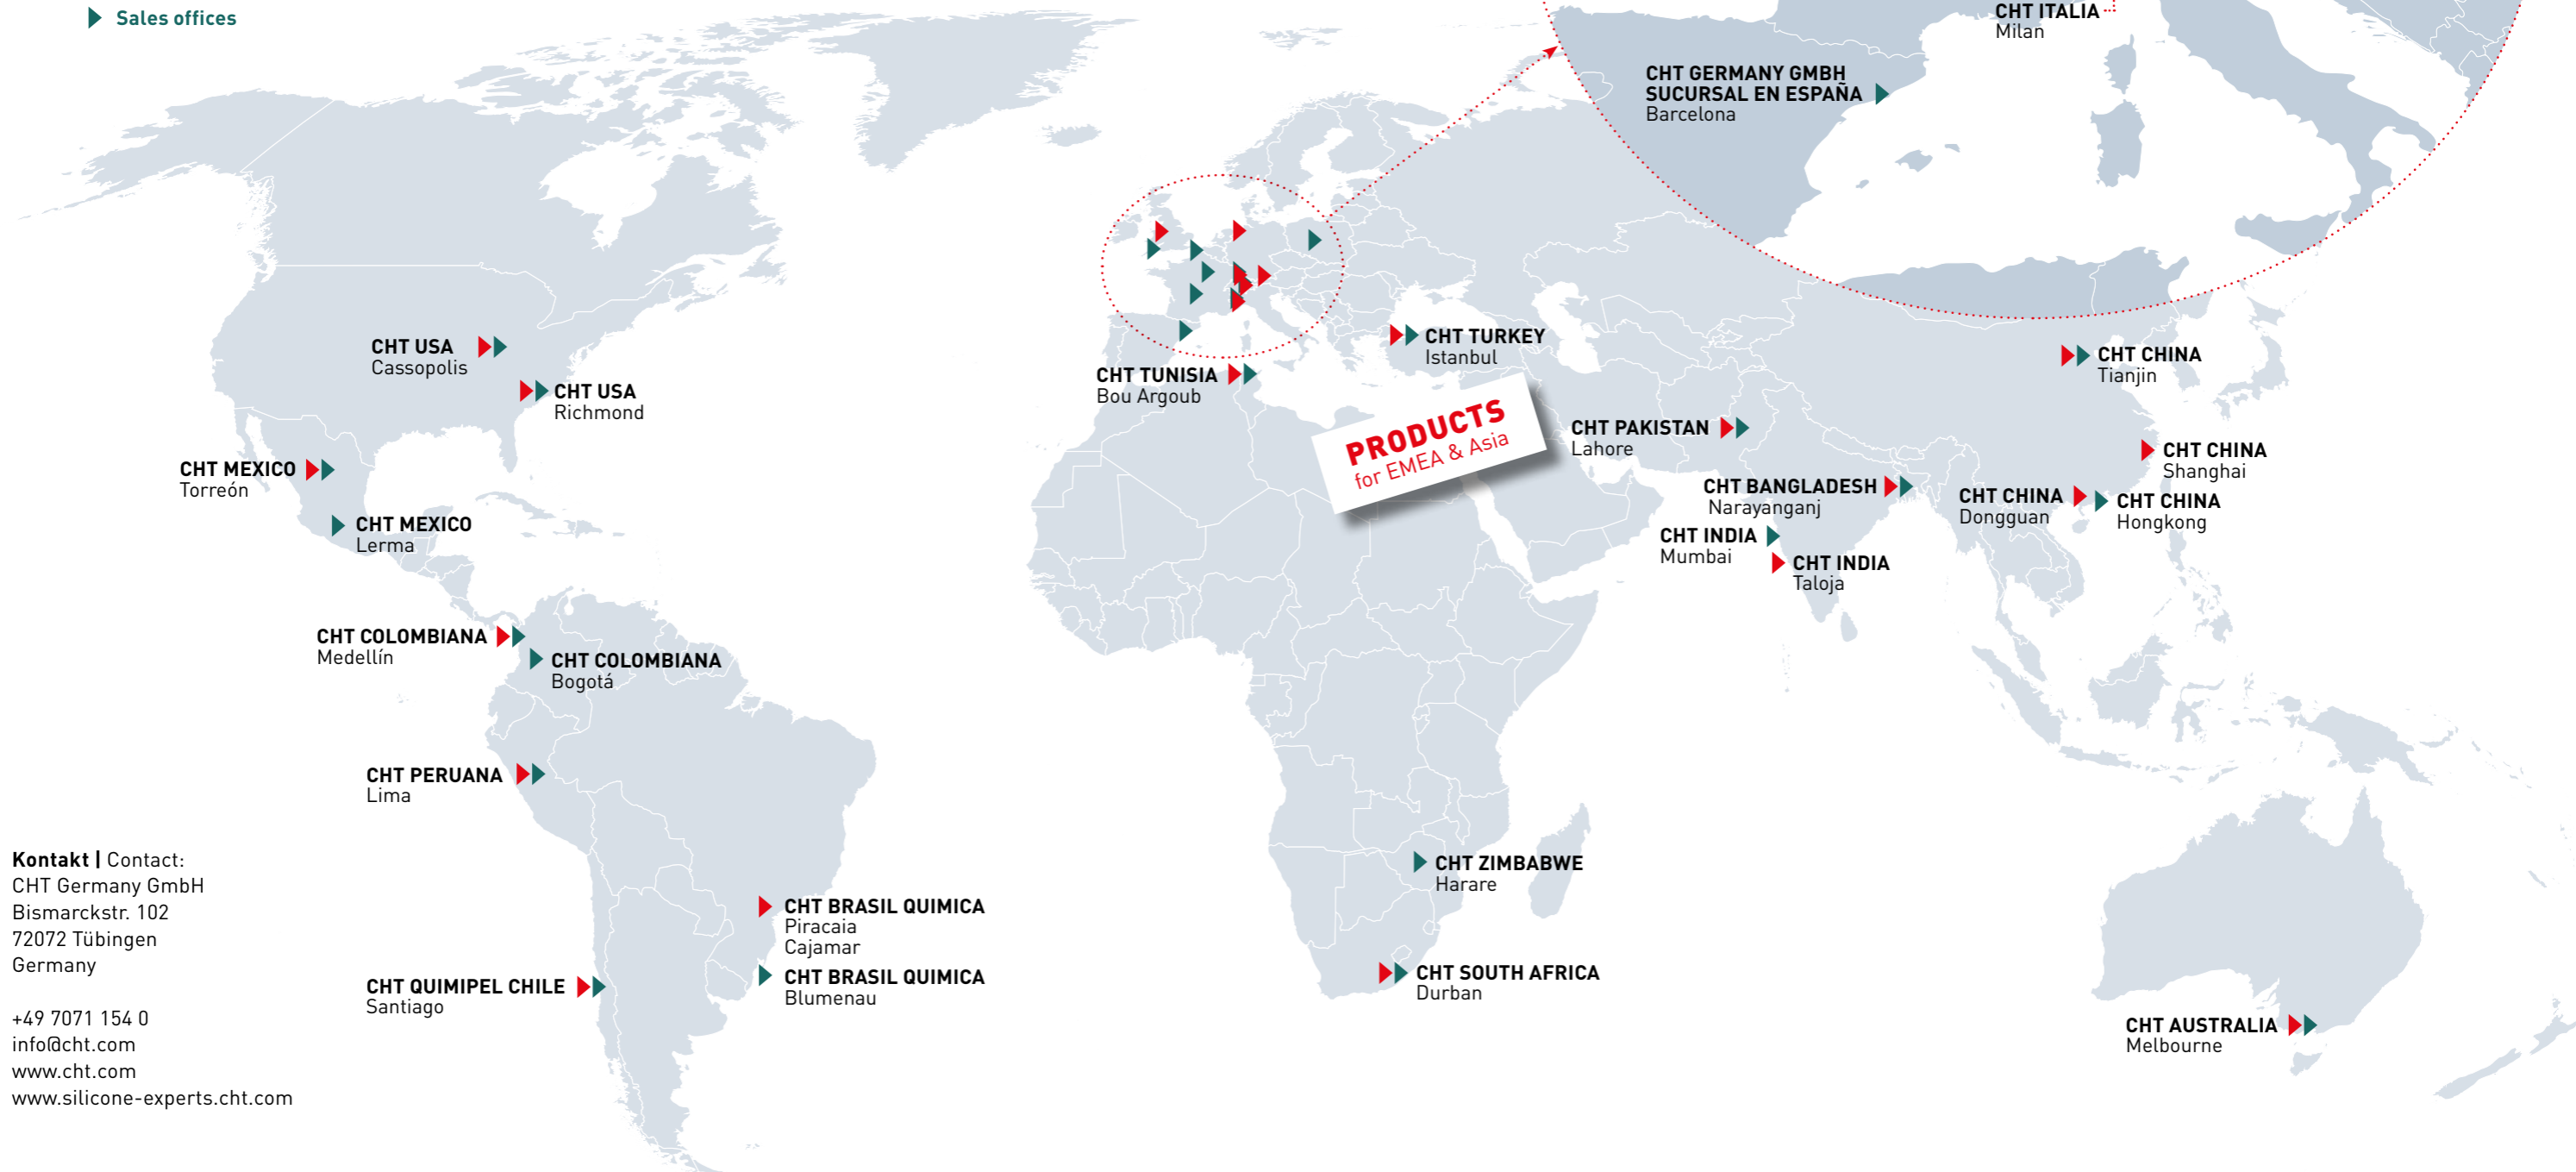 Sales offices
CHT ITALIA
Milan
CHT GERMANY GMBH
SUCURSAL EN ESPAÑA
Barcelona
CHT USA
Cassopolis
CHT USA
Richmond
CHT MEXICO
Torreón
CHT MEXICO
Lerma
CHT TURKEY
Istanbul
CHT TUNISIA
Bou Argoub
PRODUCTS
for EMEA & Asia
CHT PAKISTAN
Lahore
CHT BANGLADESH
Narayanganj
CHT INDIA
Mumbai
CHT INDIA
Taloja
CHT CHINA
Tianjin
CHT CHINA
Shanghai
CHT CHINA
Dongguan
CHT CHINA
Hongkong
CHT COLOMBIANA
Medellín
CHT COLOMBIANA
Bogotá
CHT PERUANA
Lima
CHT BRASIL QUIMICA
Piracaia
Cajamar
CHT BRASIL QUIMICA
Blumenau
CHT QUIMIPEL CHILE
Santiago
CHT ZIMBABWE
Harare
CHT SOUTH AFRICA
Durban
CHT AUSTRALIA
Melbourne
Kontakt | Contact:
CHT Germany GmbH
Bismarckstr. 102
72072 Tübingen
Germany
+49 7071 154 0
info@cht.com
www.cht.com
www.silicone-experts.cht.com